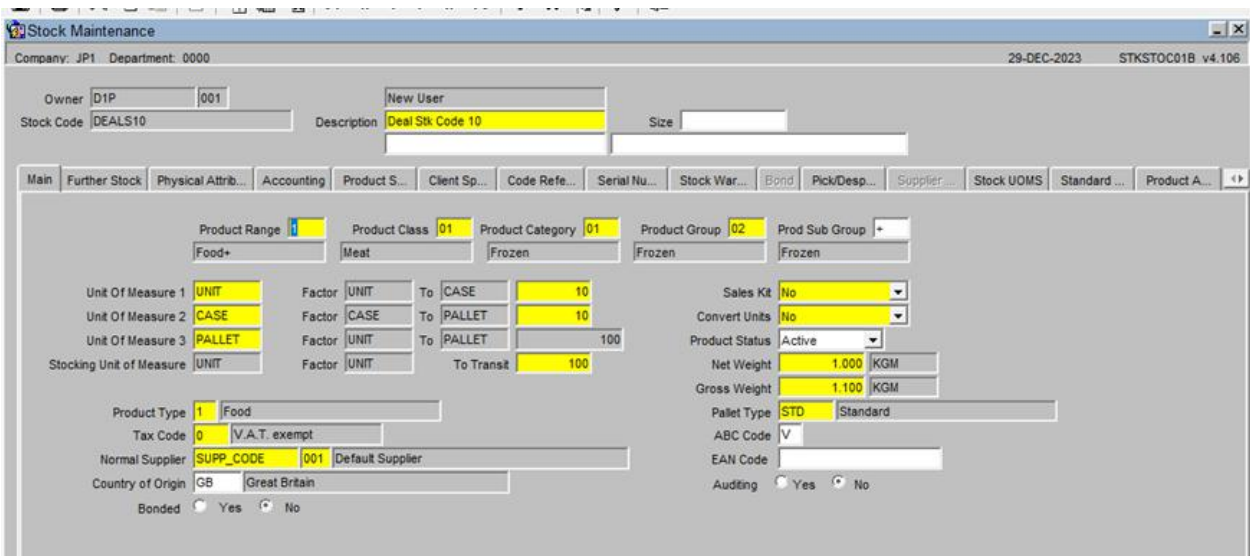 Stock Maintenance
Company: JP1 Department: 0000 29-DEC-2023 STKSTOC01B v4.106
Owner D1P 001 New User
Stock Code DEALS10 Description Deal Stk Code 10 Size
Main Further Stock Physical Attrib... Accounting Product S... Client Sp... Code Refe... Serial Nu... Stock War... Bond Pick/Desp... Supplier ... Stock UOMS Standard ... Product A...
Product Range 1 Product Class 01 Product Category 01 Product Group 02 Prod Sub Group +
Food+ Meat Frozen Frozen Frozen
Unit Of Measure 1 UNIT Factor UNIT To CASE 10 Sales Kit No
Unit Of Measure 2 CASE Factor CASE To PALLET 10 Convert Units No
Unit Of Measure 3 PALLET Factor UNIT To PALLET 100 Product Status Active
Stocking Unit of Measure UNIT Factor UNIT To Transit 100 Net Weight 1.000 KGM
Gross Weight 1.100 KGM
Product Type 1 Food Pallet Type STD Standard
Tax Code 0 V.A.T. exempt ABC Code V
Normal Supplier SUPP_CODE 001 Default Supplier EAN Code
Country of Origin GB Great Britain Auditing Yes No
Bonded Yes No